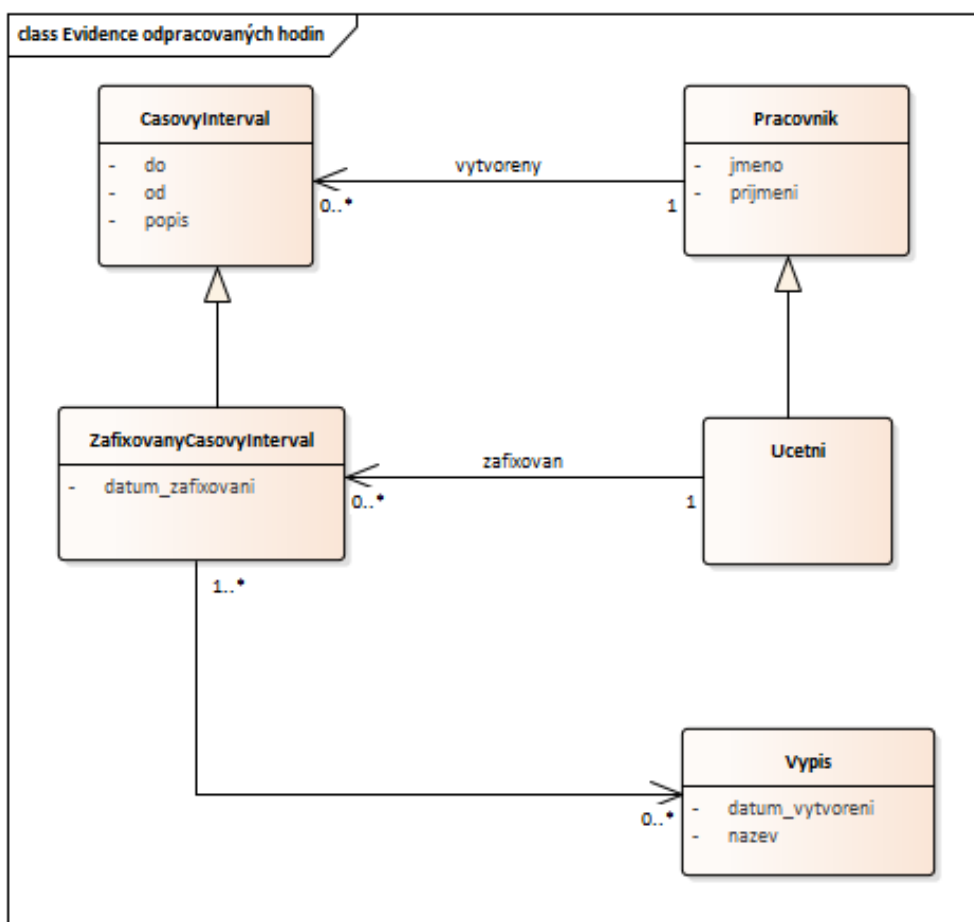 class Evidence odpracovaných hodin
CasovyInterval
- do
- od
- popis
vytvoreny
0..*
1
Pracovnik
- jmeno
- prijmeni
ZafixovanyCasovyInterval
- datum_zafixovani
zafixovan
0..*
1
Ucetni
1..*
0..*
Vypis
- datum_vytvoreni
- nazev